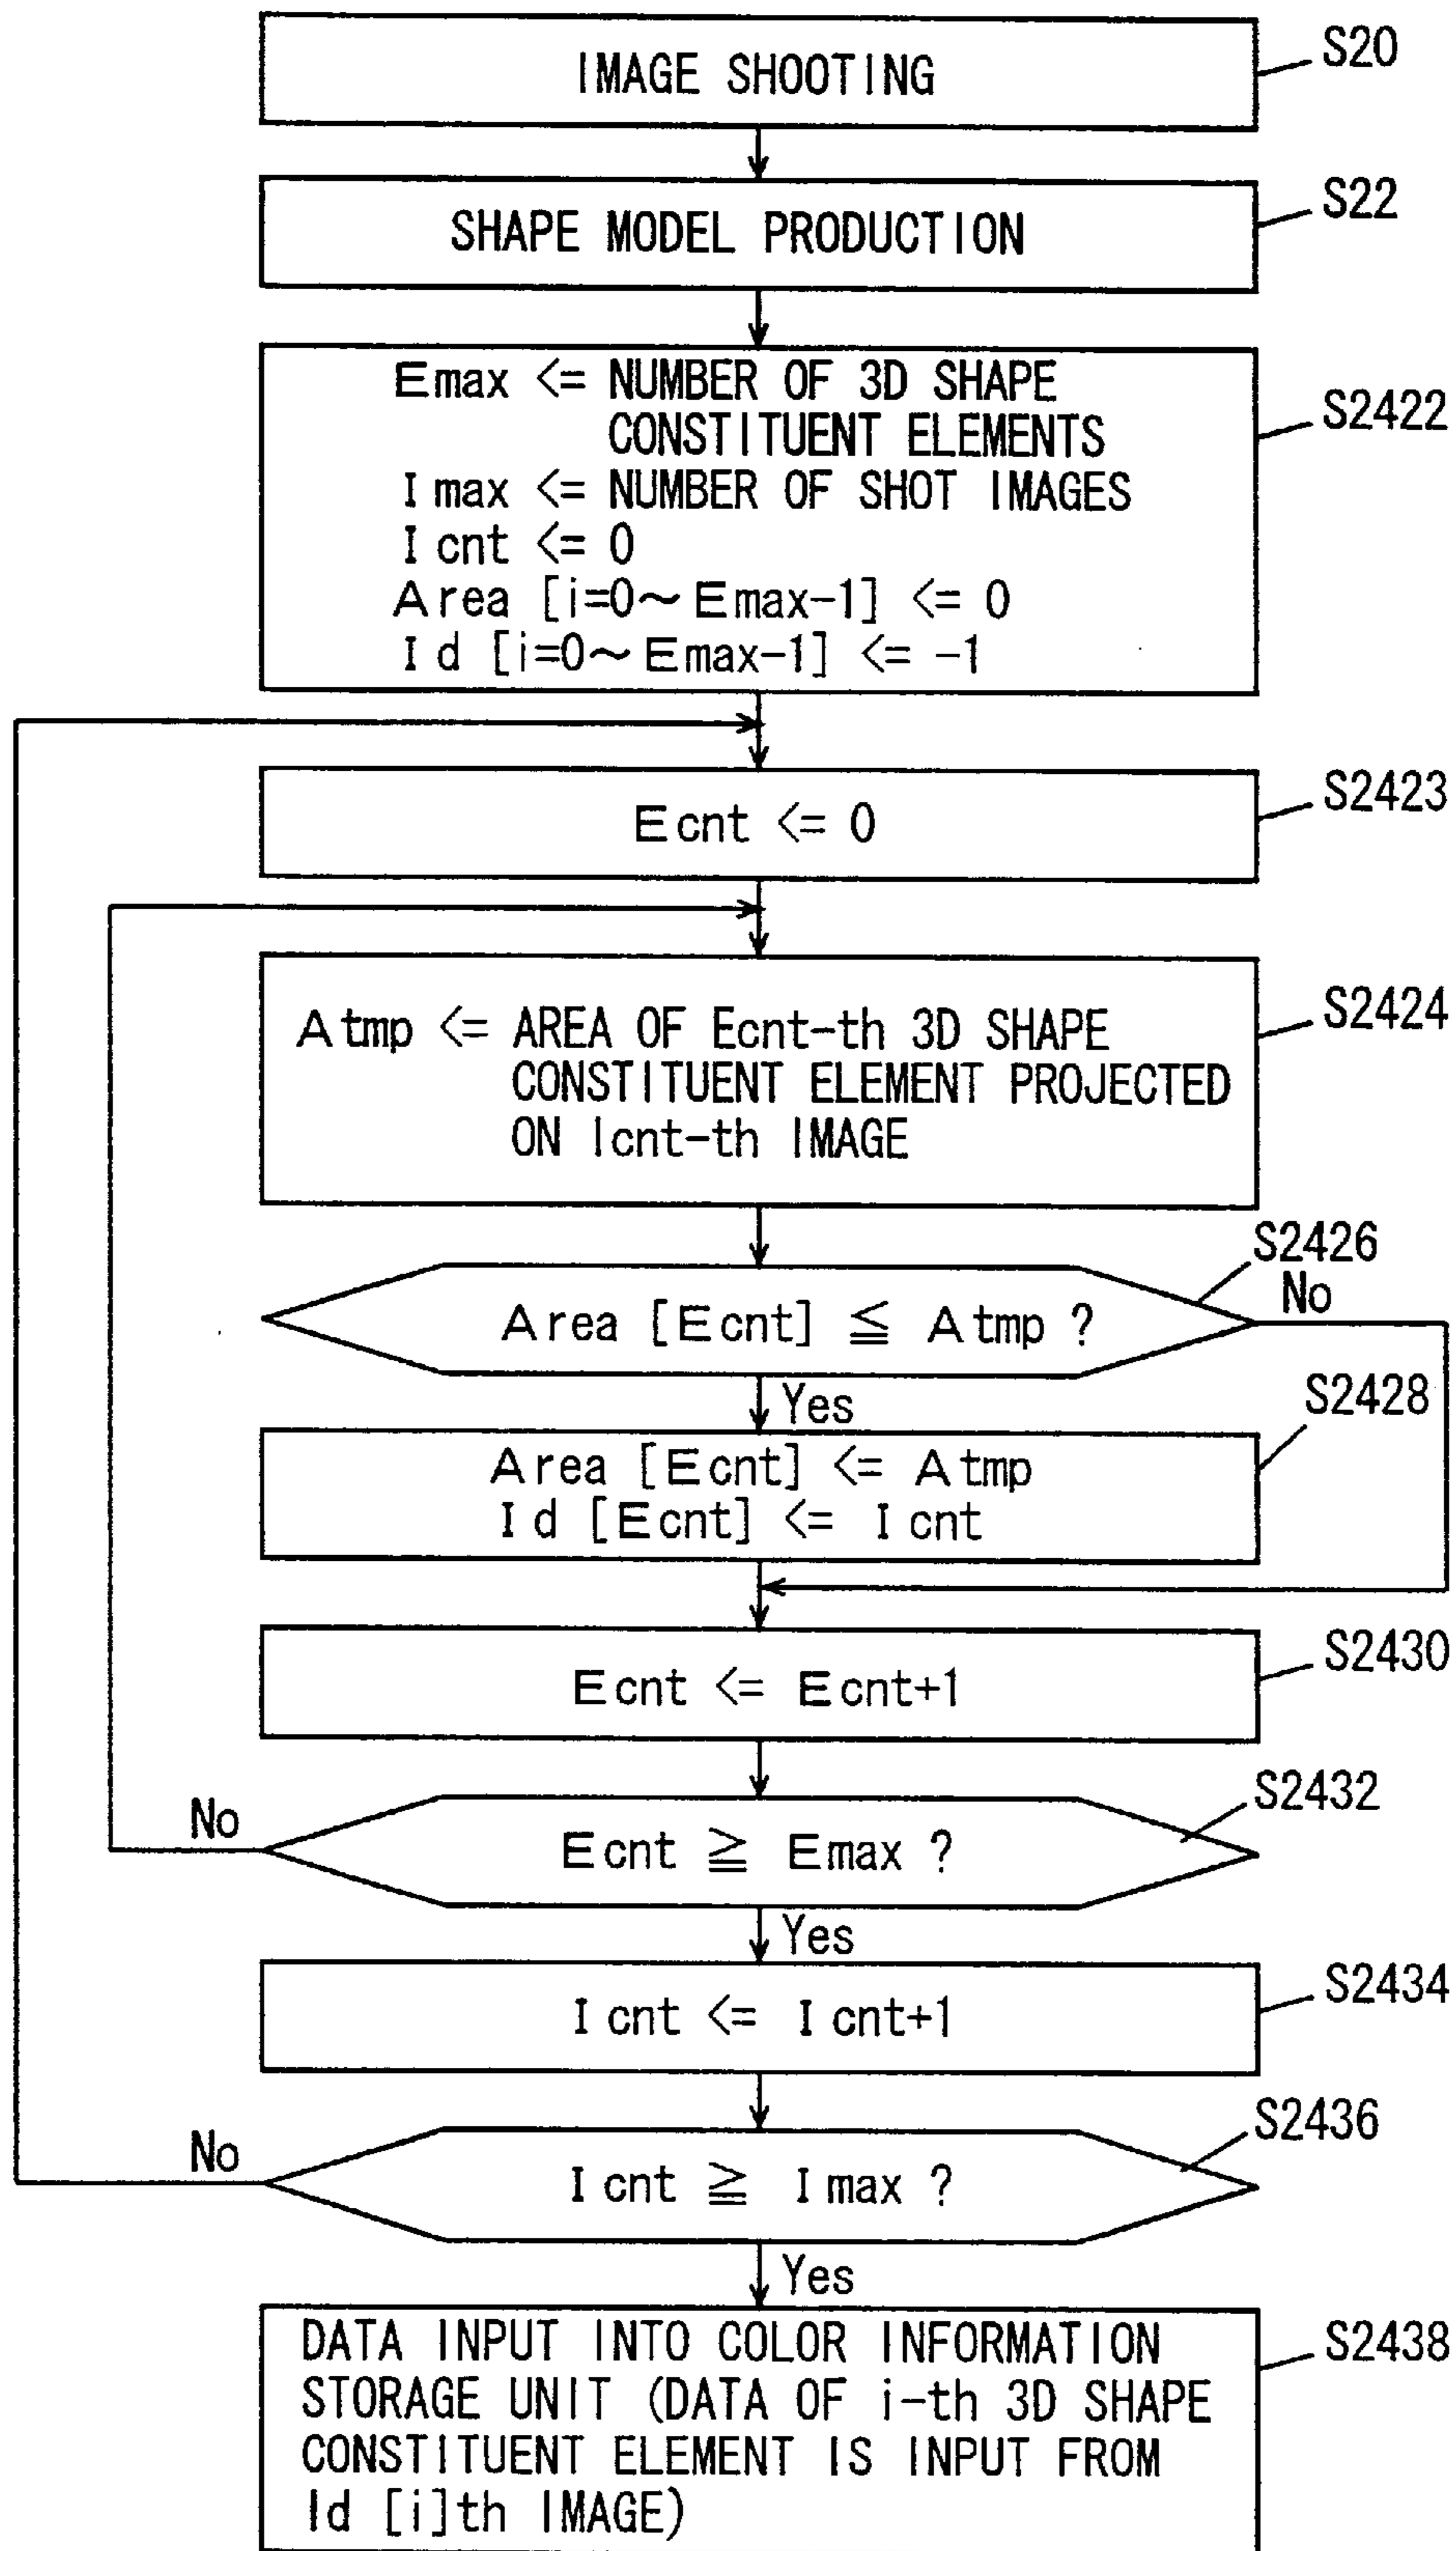 IMAGE SHOOTING
S20
SHAPE MODEL PRODUCTION
S22
Emax <= NUMBER OF 3D SHAPE
CONSTITUENT ELEMENTS
Imax <= NUMBER OF SHOT IMAGES
Icnt <= 0
Area [i=0~Emax-1] <= 0
Id [i=0~Emax-1] <= -1
S2422
Ecnt <= 0
S2423
Atmp <= AREA OF Ecnt-th 3D SHAPE
CONSTITUENT ELEMENT PROJECTED
ON Icnt-th IMAGE
S2424
Area [Ecnt] ≦ Atmp ?
S2426
No
Yes
Area [Ecnt] <= Atmp
Id [Ecnt] <= Icnt
S2428
Ecnt <= Ecnt+1
S2430
Ecnt ≧ Emax ?
S2432
No
Yes
Icnt <= Icnt+1
S2434
Icnt ≧ Imax ?
S2436
No
Yes
DATA INPUT INTO COLOR INFORMATION
STORAGE UNIT (DATA OF i-th 3D SHAPE
CONSTITUENT ELEMENT IS INPUT FROM
Id [i]th IMAGE)
S2438